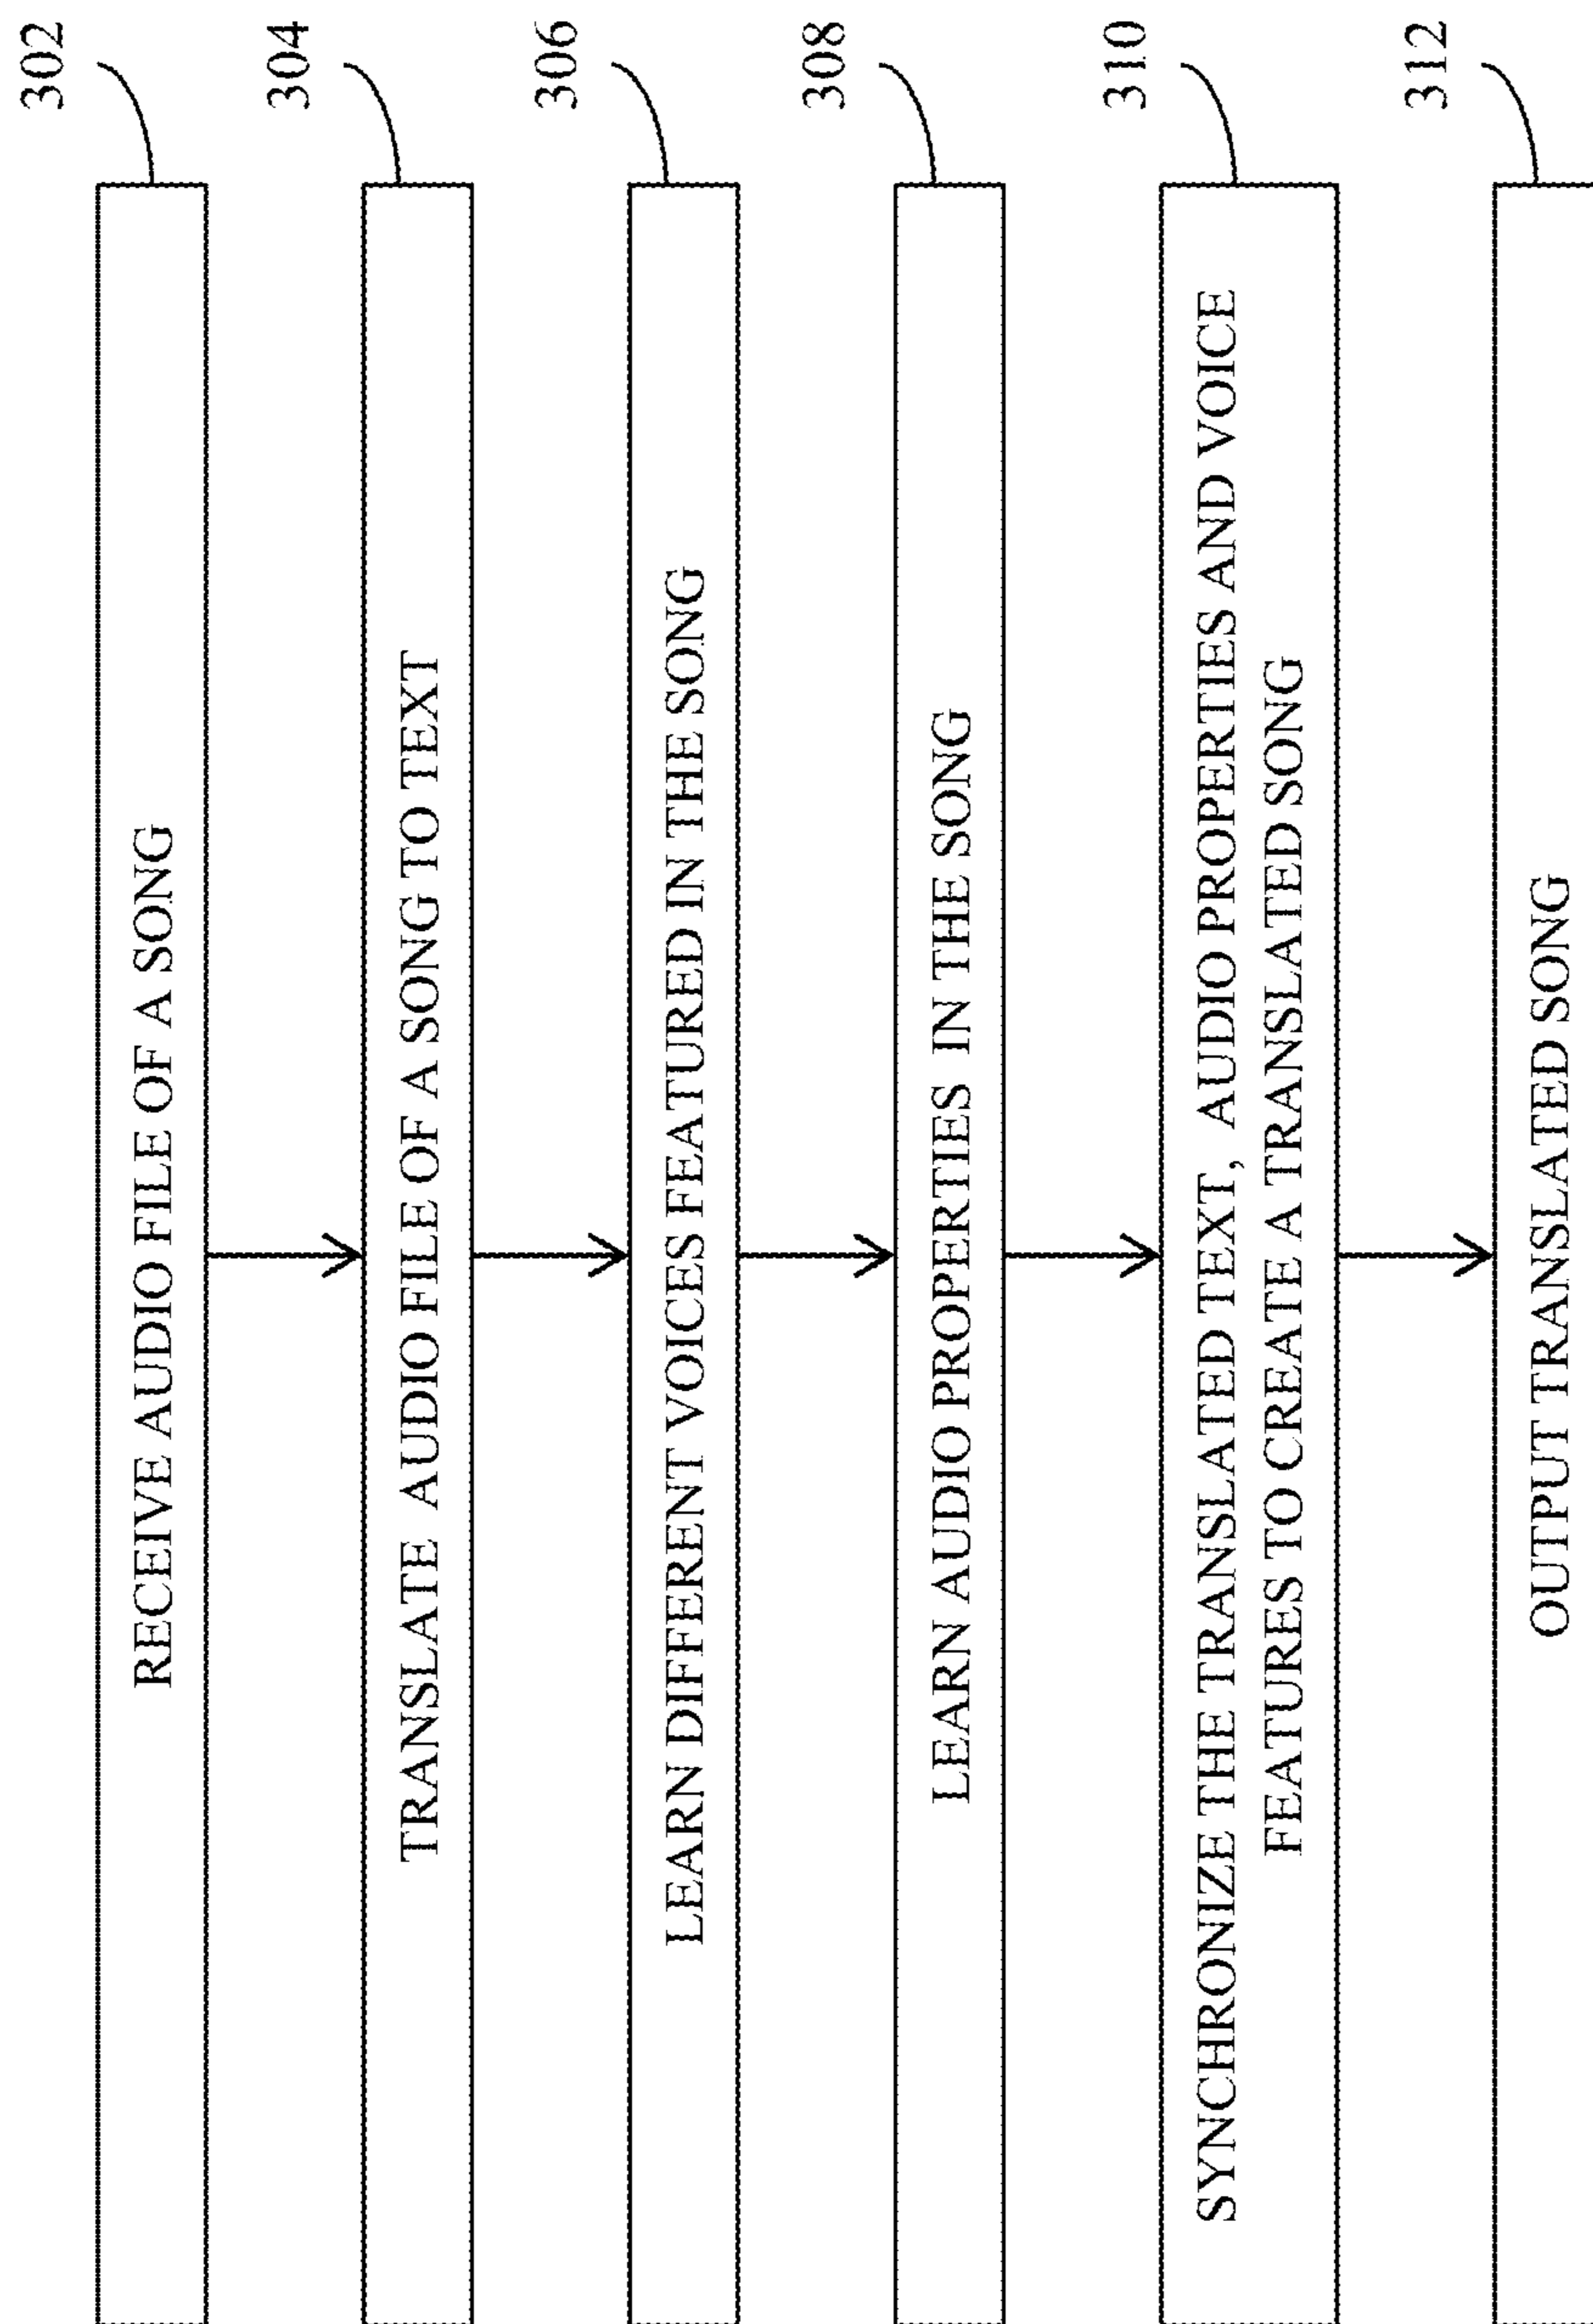 302
RECEIVE AUDIO FILE OF A SONG
304
TRANSLATE AUDIO FILE OF A SONG TO TEXT
306
LEARN DIFFERENT VOICES FEATURED IN THE SONG
308
LEARN AUDIO PROPERTIES IN THE SONG
310
SYNCHRONIZE THE TRANSLATED TEXT, AUDIO PROPERTIES AND VOICE
FEATURES TO CREATE A TRANSLATED SONG
312
OUTPUT TRANSLATED SONG